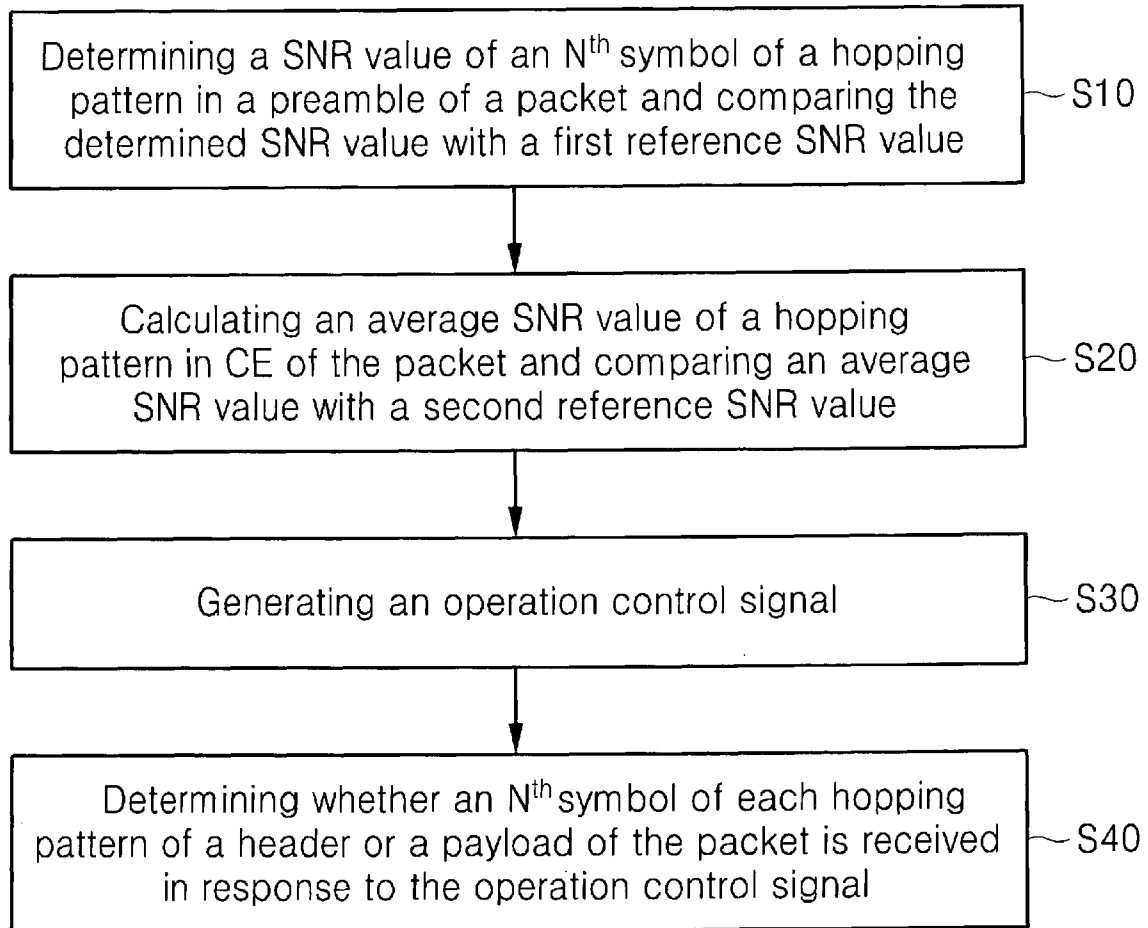 Determining a SNR value of an Nth symbol of a hopping
pattern in a preamble of a packet and comparing the
determined SNR value with a first reference SNR value
S10
Calculating an average SNR value of a hopping
pattern in CE of the packet and comparing an average
SNR value with a second reference SNR value
S20
Generating an operation control signal
S30
Determining whether an Nth symbol of each hopping
pattern of a header or a payload of the packet is received
in response to the operation control signal
S40